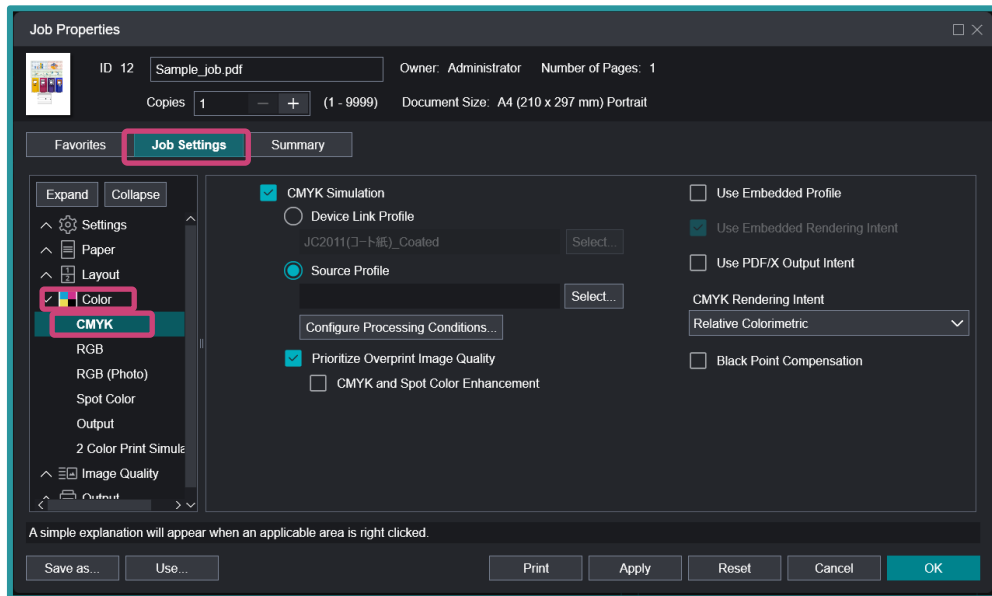 Job Properties
ID 12 Sample_job.pdf Owner: Administrator Number of Pages: 1
Copies 1 (1 - 9999) Document Size: A4 (210 x 297 mm) Portrait
Favorites Job Settings Summary
Expand Collapse
Settings
Paper
Layout
Color
CMYK
RGB
RGB (Photo)
Spot Color
Output
2 Color Print Simula
Image Quality
Output
CMYK Simulation
Device Link Profile
JC2011(コート紙)_Coated Select...
Source Profile
Select...
Configure Processing Conditions...
Prioritize Overprint Image Quality
CMYK and Spot Color Enhancement
Use Embedded Profile
Use Embedded Rendering Intent
Use PDF/X Output Intent
CMYK Rendering Intent
Relative Colorimetric
Black Point Compensation
A simple explanation will appear when an applicable area is right clicked.
Save as... Use... Print Apply Reset Cancel OK